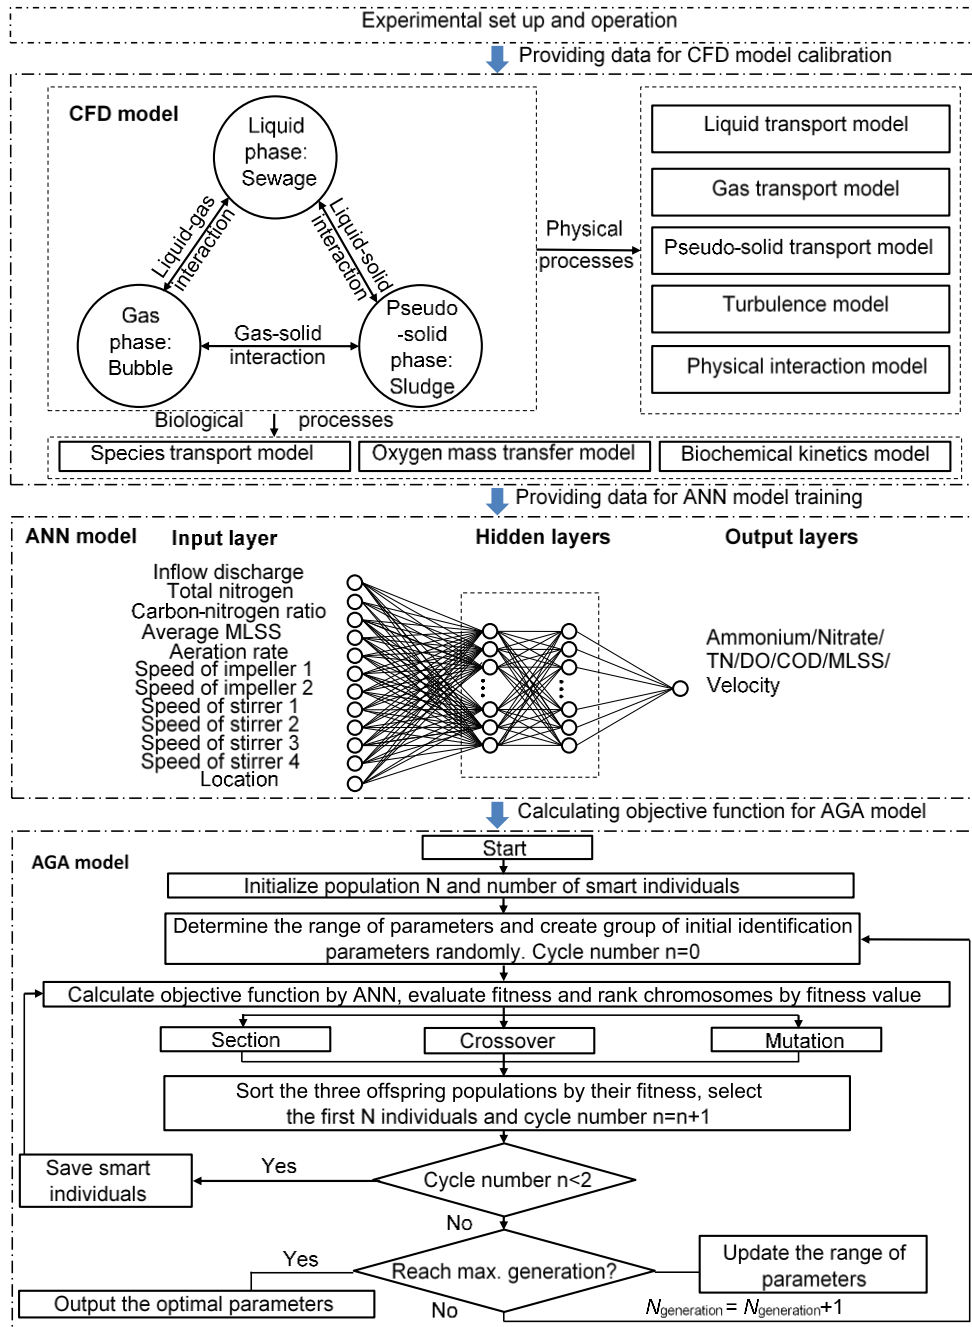 Experimental set up and operation
Providing data for CFD model calibration
CFD model
Liquid
phase:
Sewage
Liquid-gas
interaction
Liquid-solid
interaction
Gas
phase:
Bubble
Gas-solid
interaction
Pseudo
-solid
phase:
Sludge
Physical
processes
Liquid transport model
Gas transport model
Pseudo-solid transport model
Turbulence model
Physical interaction model
Biological processes
Species transport model
Oxygen mass transfer model
Biochemical kinetics model
Providing data for ANN model training
ANN model
Input layer
Hidden layers
Output layers
Inflow discharge
Total nitrogen
Carbon-nitrogen ratio
Average MLSS
Aeration rate
Speed of impeller 1
Speed of impeller 2
Speed of stirrer 1
Speed of stirrer 2
Speed of stirrer 3
Speed of stirrer 4
Location
Ammonium/Nitrate/
TN/DO/COD/MLSS/
Velocity
Calculating objective function for AGA model
AGA model
Start
Initialize population N and number of smart individuals
Determine the range of parameters and create group of initial identification
parameters randomly. Cycle number n=0
Calculate objective function by ANN, evaluate fitness and rank chromosomes by fitness value
Section
Crossover
Mutation
Sort the three offspring populations by their fitness, select
the first N individuals and cycle number n=n+1
Save smart
individuals
Yes
Cycle number n<2
No
Yes
Reach max. generation?
Update the range of
parameters
Output the optimal parameters
No
Ngeneration = Ngeneration+1